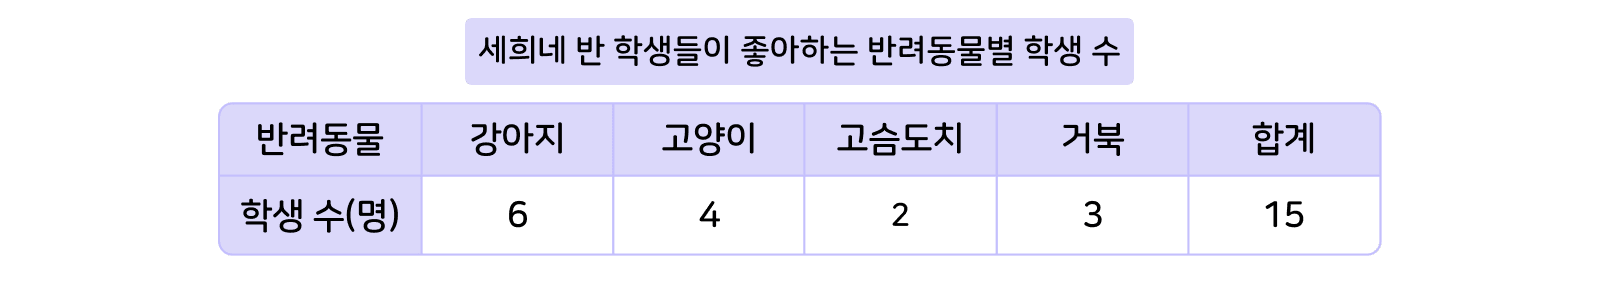 세희네 반 학생들이 좋아하는 반려동물별 학생 수
반려동물 강아지 고양이 고슴도치 거북 합계
학생 수(명) 6 4 2 3 15